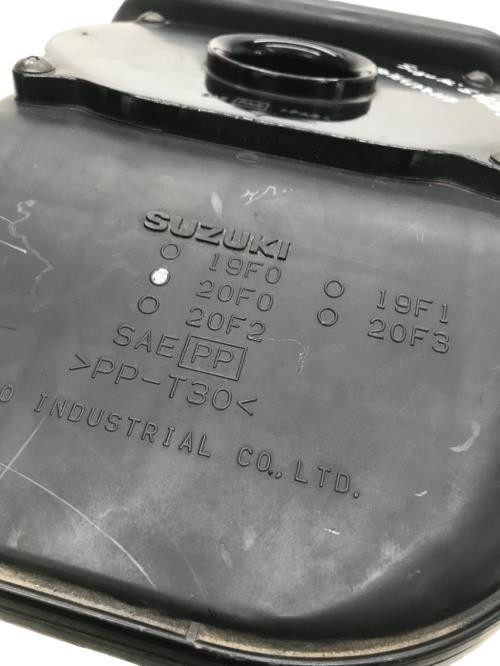 SUZUKI
19F0 19F1
20F0 20F3
20F2
SAE PP
>PP-T30<
O INDUSTRIAL CO., LTD.